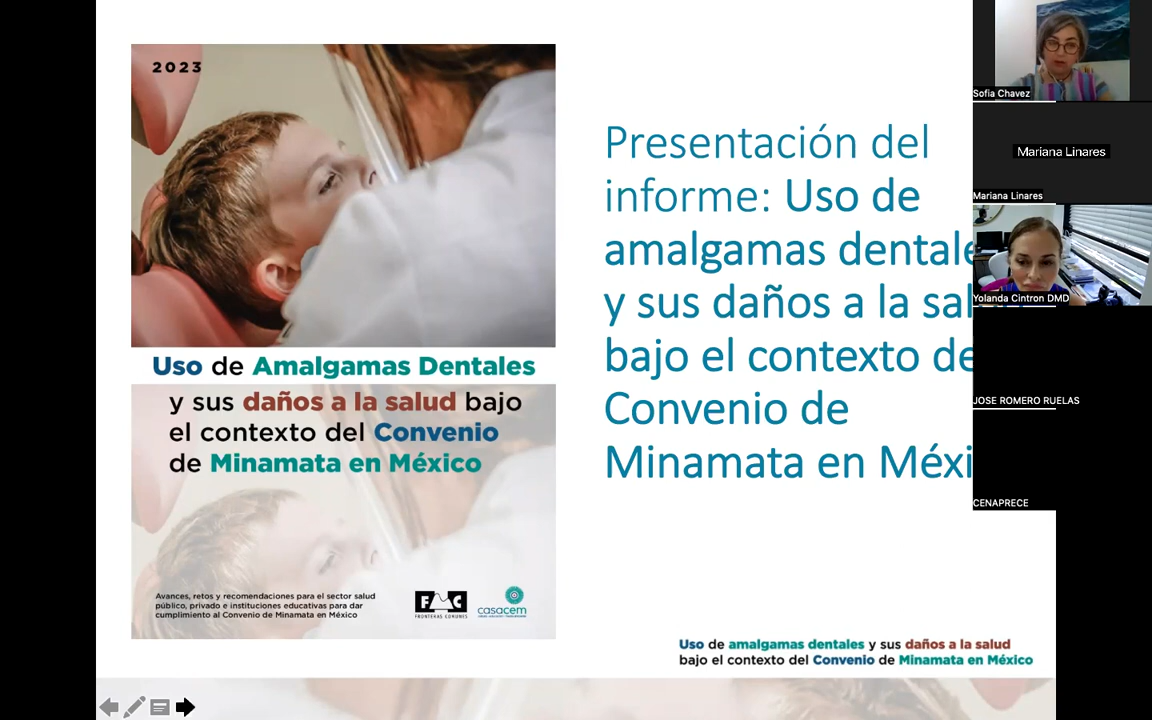 2023
Uso de Amalgamas Dentales
y sus daños a la salud bajo
el contexto del Convenio
de Minamata en México
Avances, retos y recomendaciones para el sector salud
público, privado e instituciones educativas para dar
cumplimiento al Convenio de Minamata en México
FRONTERAS COMUNES
casacem
Presentación del
informe: Uso de
amalgamas dentale
y sus daños a la sal
bajo el contexto de
Convenio de
Minamata en Méxi
Uso de amalgamas dentales y sus daños a la salud
bajo el contexto del Convenio de Minamata en México
Sofia Chavez
Mariana Linares
Mariana Linares
Yolanda Cintron DMD
JOSE ROMERO RUELAS
CENAPRECE